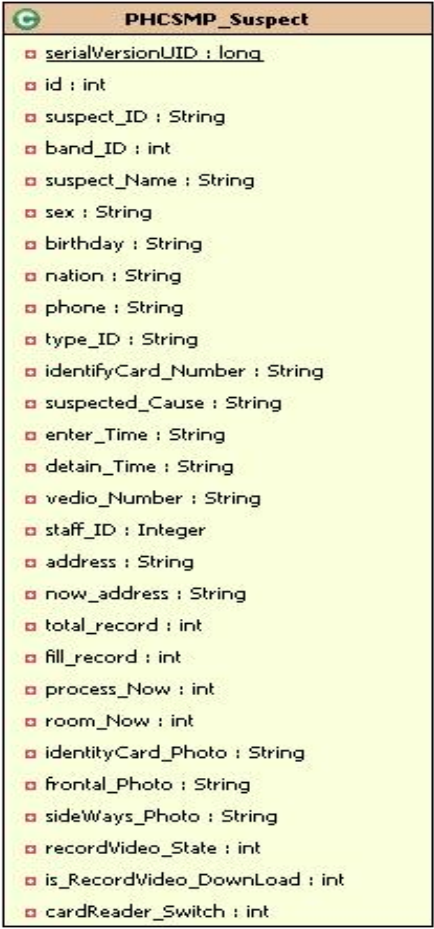 C PHCSMP_Suspect
serialVersionUID : long
id : int
suspect_ID : String
band_ID : int
suspect_Name : String
sex : String
birthday : String
nation : String
phone : String
type_ID : String
identifyCard_Number : String
suspected_Cause : String
enter_Time : String
detain_Time : String
vedio_Number : String
staff_ID : Integer
address : String
now_address : String
total_record : int
fill_record : int
process_Now : int
room_Now : int
identityCard_Photo : String
frontal_Photo : String
sideWays_Photo : String
recordVideo_State : int
is_RecordVideo_DownLoad : int
cardReader_Switch : int